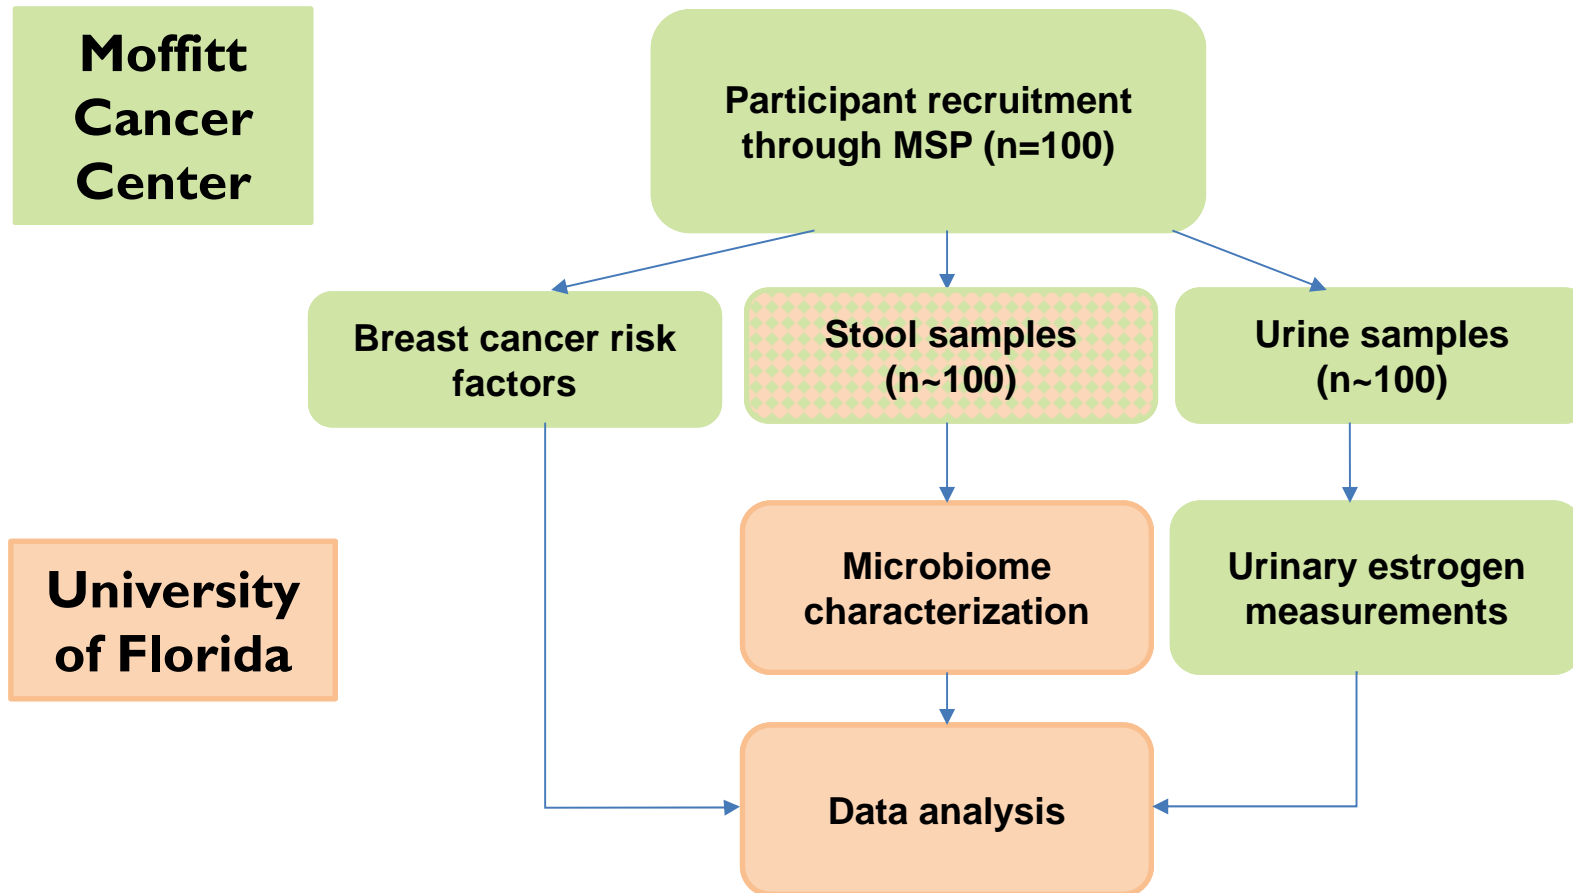 Moffitt
Cancer
Center
Participant recruitment
through MSP (n=100)
Breast cancer risk
factors
Stool samples
(n~100)
Urine samples
(n~100)
University
of Florida
Microbiome
characterization
Urinary estrogen
measurements
Data analysis